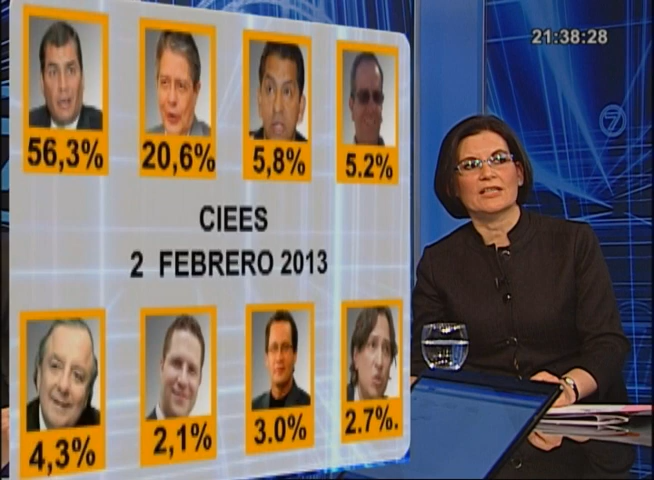 21:38:28
7
56,3% 20,6% 5,8% 5.2%
CIEES
2 FEBRERO 2013
4,3% 2,1% 3.0% 2.7%.